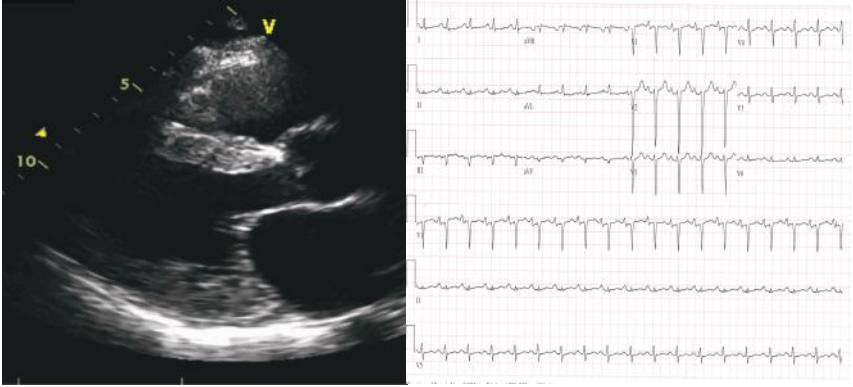 V
5
10
I aVR V1 V4
II aVL V2 V5
III aVF V3 V6
V1
II
V5